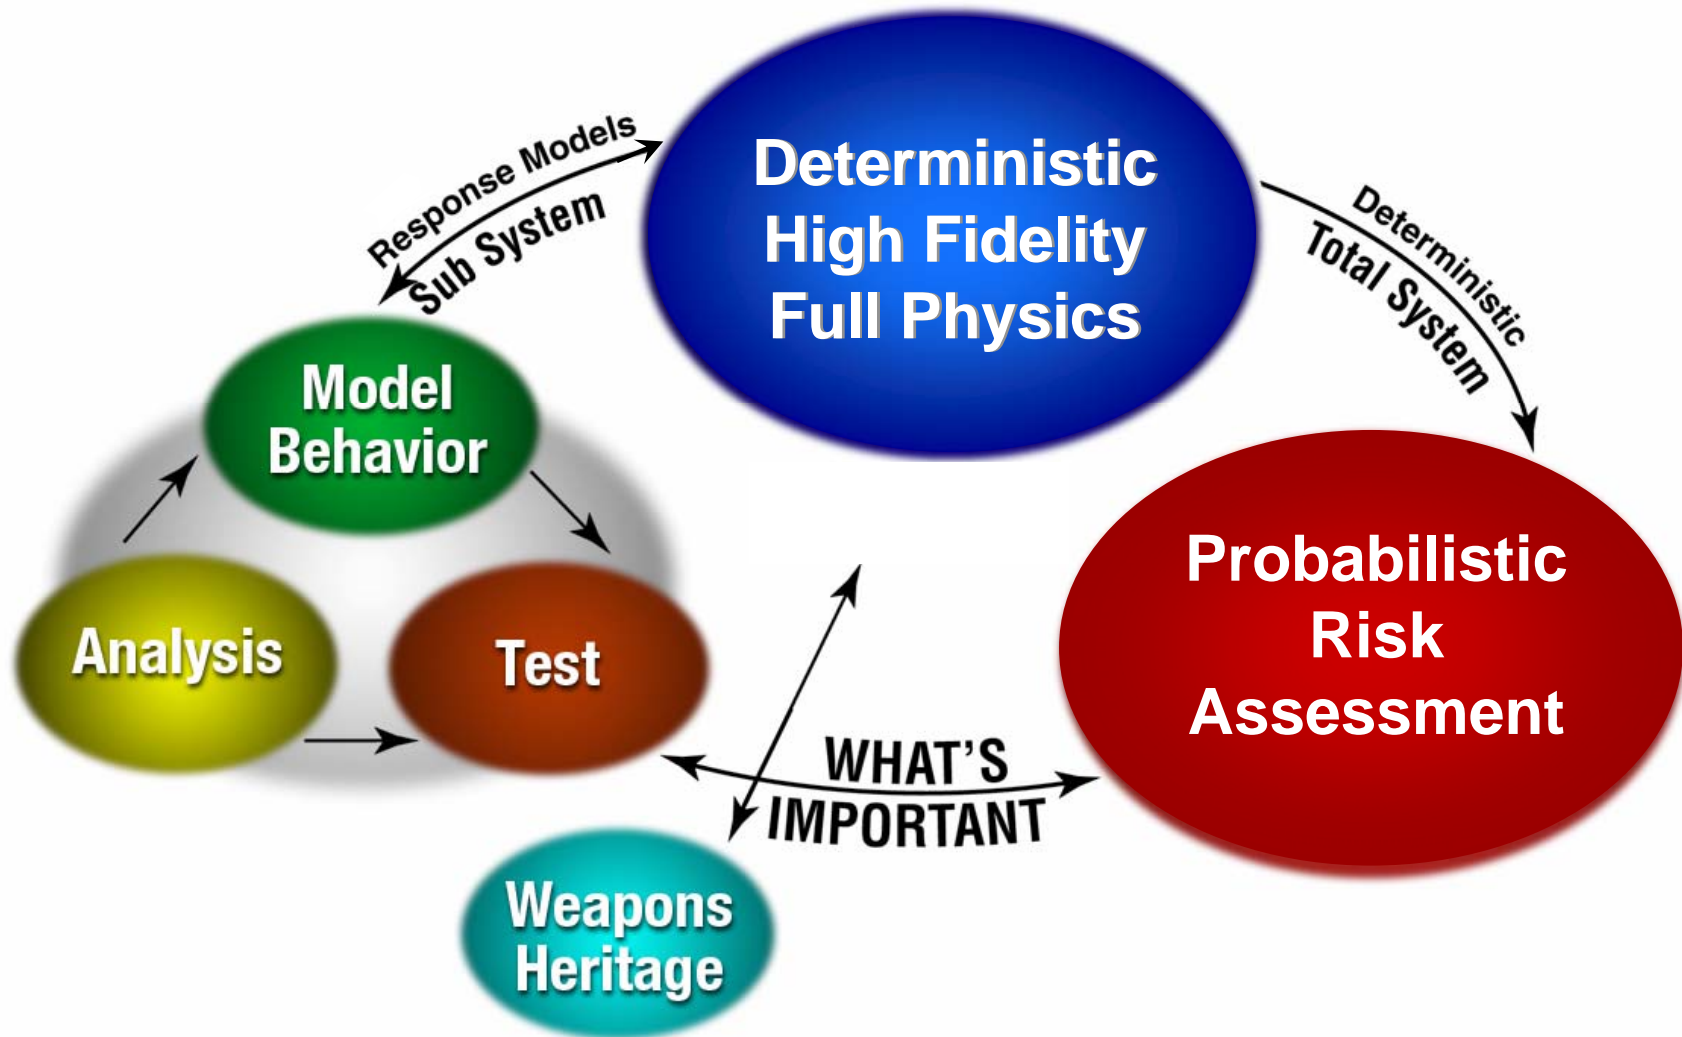 Response Models
Sub System
Deterministic
High Fidelity
Full Physics
Deterministic
Total System
Model
Behavior
Analysis
Test
Probabilistic
Risk
Assessment
WHAT'S
IMPORTANT
Weapons
Heritage